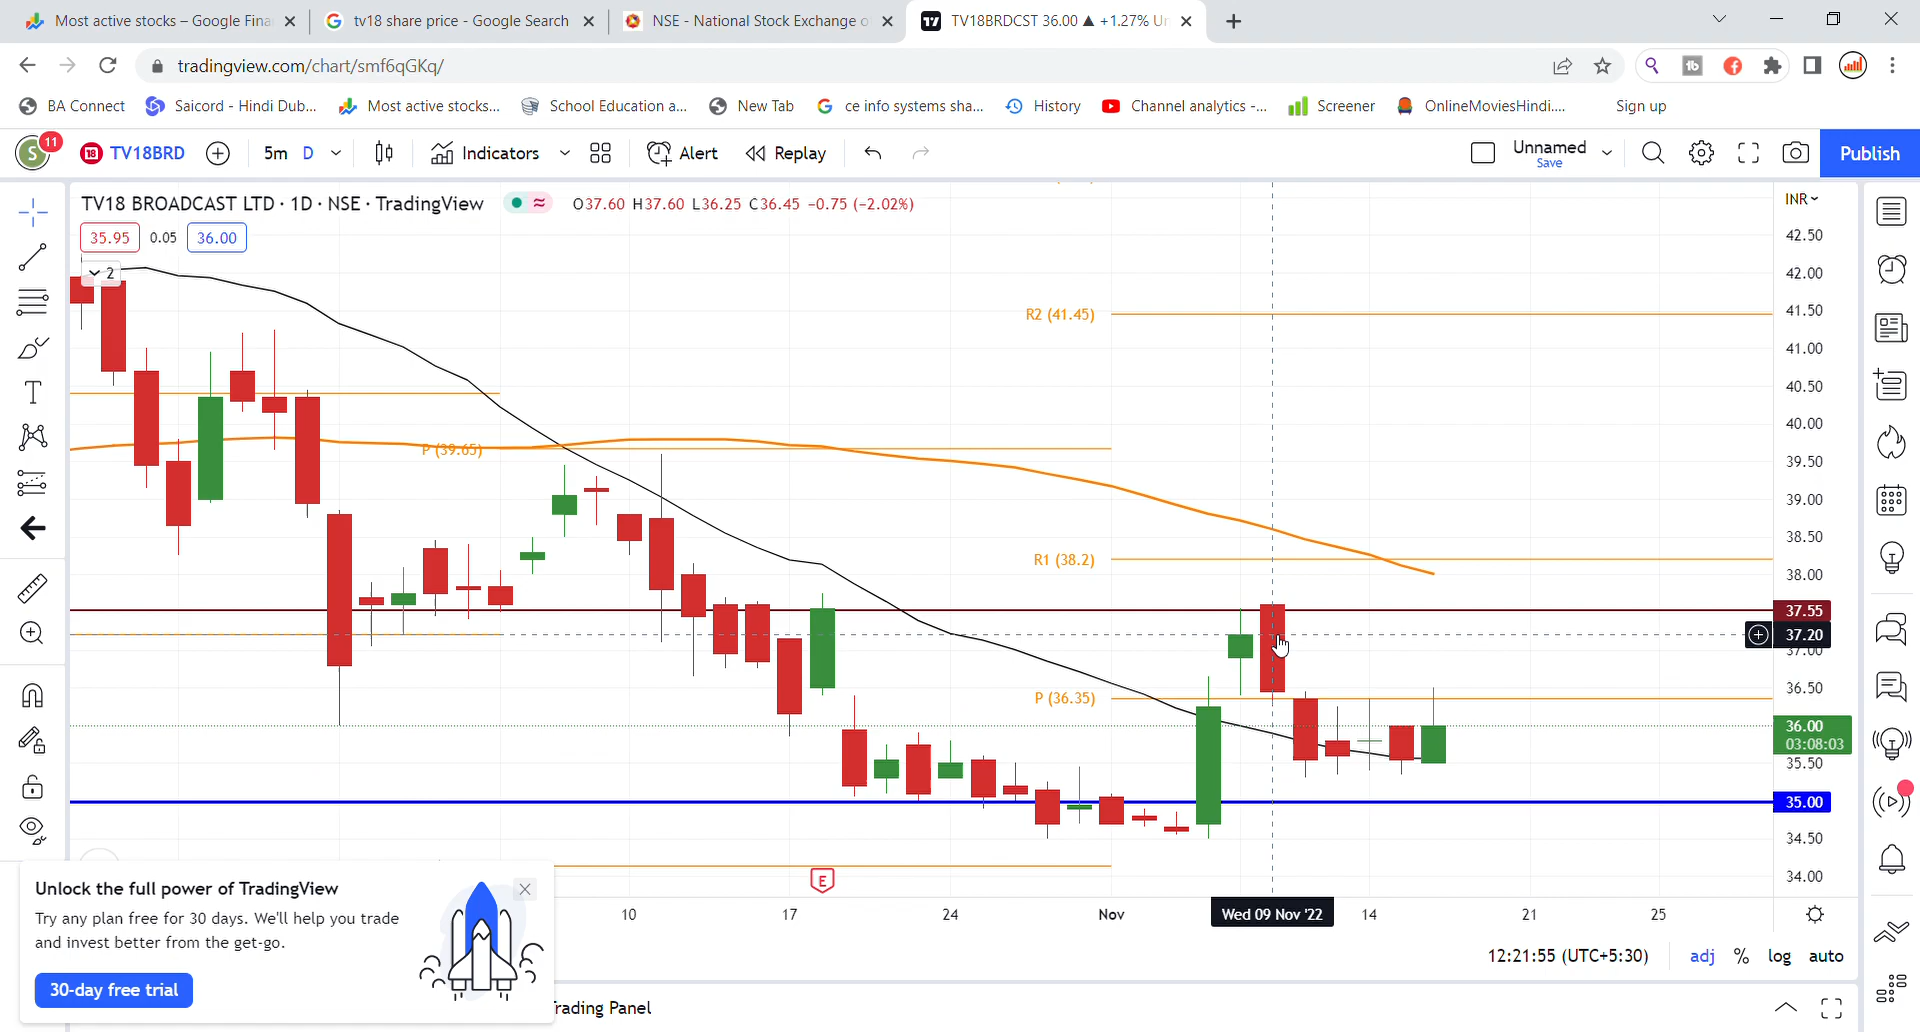 Most active stocks – Google Fina
tv18 share price - Google Search
NSE - National Stock Exchange o
TV18BRDCST 36.00 ▲ +1.27% Un
tradingview.com/chart/smf6qGKq/
BA Connect
Saicord - Hindi Dub...
Most active stocks...
School Education a...
New Tab
ce info systems sha...
History
Channel analytics -...
Screener
OnlineMoviesHindi....
Sign up
S 11
18 TV18BRD
5m D
Indicators
Alert
Replay
Unnamed
Save
Publish
TV18 BROADCAST LTD · 1D · NSE · TradingView
O37.60 H37.60 L36.25 C36.45 −0.75 (−2.02%)
INR
35.95 0.05 36.00
2
42.50
42.00
R2 (41.45)
41.50
41.00
40.50
40.00
P (39.65)
39.50
39.00
38.50
R1 (38.2)
38.00
37.55
37.20
37.00
P (36.35)
36.50
36.00
03:08:03
35.50
35.00
34.50
34.00
E
10 17 24 Nov Wed 09 Nov '22 14 21 25
12:21:55 (UTC+5:30) adj % log auto
Unlock the full power of TradingView
Try any plan free for 30 days. We'll help you trade
and invest better from the get-go.
30-day free trial
rading Panel